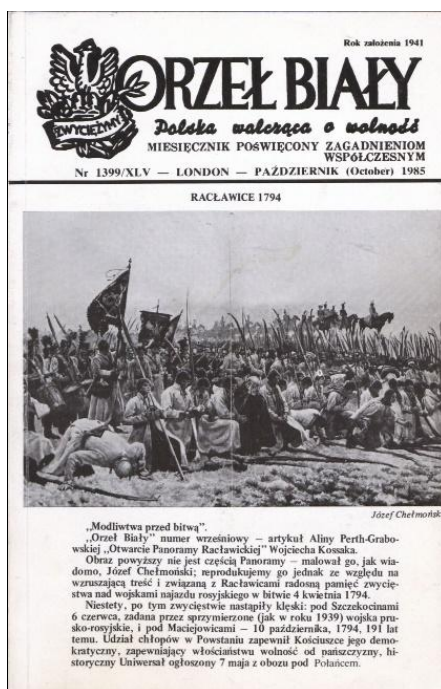 Rok założenia 1941
ORZEŁ BIAŁY
ZWYCIĘŻYMY
Polska walcząca o wolność
MIESIĘCZNIK POŚWIĘCONY ZAGADNIENIOM
WSPÓŁCZESNYM
Nr 1399/XLV — LONDON — PAŹDZIERNIK (October) 1985
RACŁAWICE 1794
Józef Chełmońsk
„Modliwtwa przed bitwą”.
„Orzeł Biały” numer wrześniowy — artykuł Aliny Perth-Grabo-
wskiej „Otwarcie Panoramy Racławickiej” Wojciecha Kossaka.
Obraz powyższy nie jest częścią Panoramy — malował go, jak wia-
domo, Józef Chełmoński; reprodukujemy go jednak ze względu na
wzruszającą treść i związaną z Racławicami radosną pamięć zwycię-
stwa nad wojskami najazdu rosyjskiego w bitwie 4 kwietnia 1794.
Niestety, po tym zwycięstwie nastąpiły klęski: pod Szczekocinami
6 czerwca, zadana przez sprzymierzone (jak w roku 1939) wojska pru-
sko-rosyjskie, i pod Maciejowicami — 10 października, 1794, 191 lat
temu. Udział chłopów w Powstaniu zapewnił Kościuszce jego demo-
kratyczny, zapewniający włościaństwu wolność od pańszczyzny, hi-
storyczny Uniwersał ogłoszony 7 maja z obozu pod Połańcem.